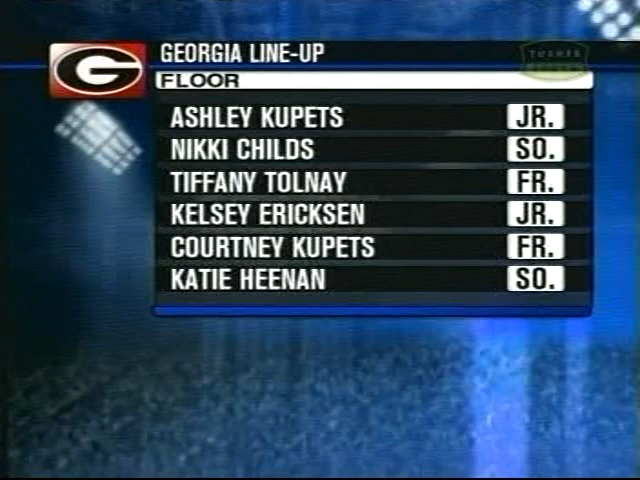 G
GEORGIA LINE-UP
TURNER
FLOOR
ASHLEY KUPETS JR.
NIKKI CHILDS SO.
TIFFANY TOLNAY FR.
KELSEY ERICKSEN JR.
COURTNEY KUPETS FR.
KATIE HEENAN SO.